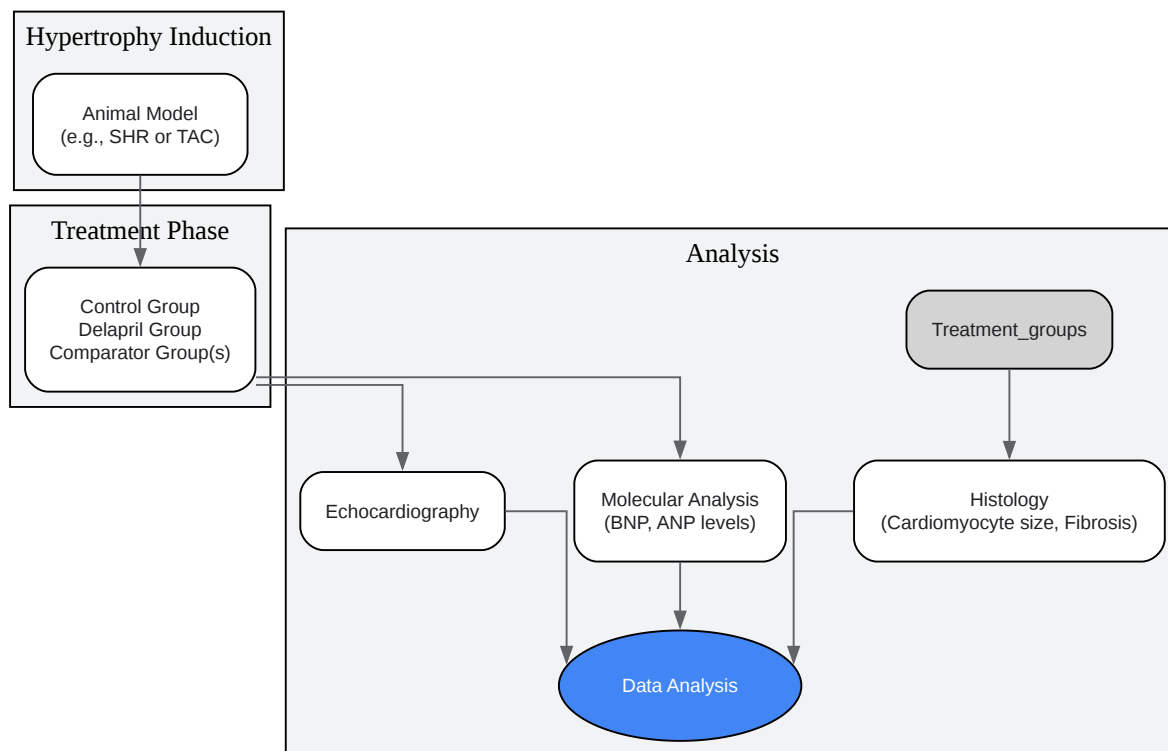 Hypertrophy Induction
Animal Model
(e.g., SHR or TAC)
Treatment Phase
Control Group
Delapril Group
Comparator Group(s)
Analysis
Treatment_groups
Echocardiography
Molecular Analysis
(BNP, ANP levels)
Histology
(Cardiomyocyte size, Fibrosis)
Data Analysis